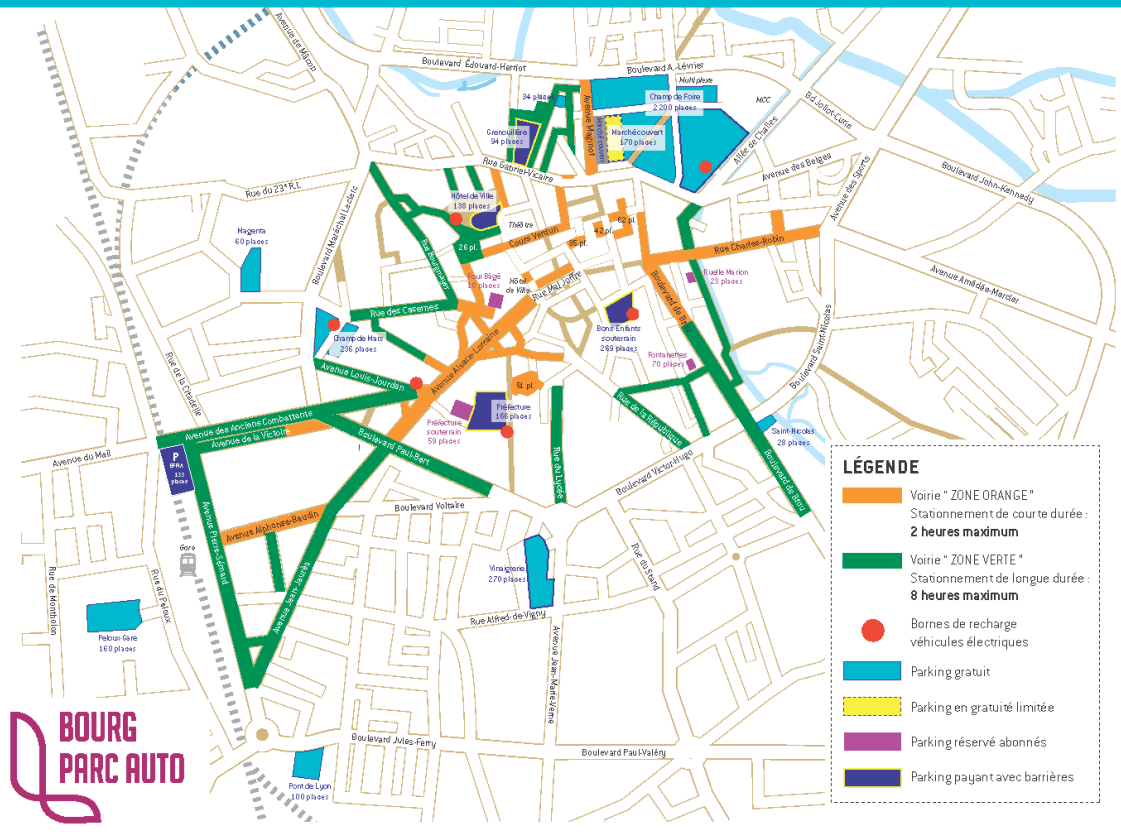 Avenue de Mâcon
Boulevard Édouard-Herriot
Boulevard A.-Lévrier
Multiplexe
34 places
Champ de Foire
2 200 places
MCC
Bd Joliot-Curie
Avenue Maginot
Grenouillère
94 places
Marché couvert
170 places
Allée de Challes
Rue Gabriel-Vicaire
Avenue des Belges
Avenue des Sports
Boulevard John-Kennedy
Rue du 23e R.I.
Boulevard Maréchal Leclerc
Hôtel de Ville
138 places
Théâtre
62 pl.
42 pl.
35 pl.
Cours Verdun
26 pl.
Rue Bourgmayer
Magenta
60 places
Rue Charles-Robin
Avenue Amédée-Mercier
Four Bégé
10 places
Hôtel
de Ville
Rue Mal Joffre
Ruelle Marion
23 places
Boulevard de Brou
Rue des Casernes
Champ de Mars
236 places
Bons-Enfants
souterrain
269 places
Boulevard Saint-Nicolas
Rue de la Citadelle
Avenue Alsace-Lorraine
Fontanettes
70 places
Avenue Louis-Jourdan
51 pl.
Préfecture
166 places
Préfecture
souterrain
59 places
Rue de la République
Saint-Nicolas
28 places
Avenue des Anciens Combattants
Avenue de la Victoire
Boulevard Paul-Bert
Rue du Lycée
Boulevard Victor-Hugo
Boulevard de Brou
Avenue du Mail
P
133
places
Avenue Pierre-Sémard
Boulevard Voltaire
Avenue Alphonse-Baudin
Gare
Avenue Jean-Jaurès
Vinaigrerie
270 places
Rue du Stand
Rue de Montholon
Rue du Peloux
Peloux Gare
160 places
Rue Alfred-de-Vigny
Avenue Jean-Marie-Verne
Boulevard Jules-Ferry
Boulevard Paul-Valéry
Pont de Lyon
100 places
BOURG
PARC AUTO
LÉGENDE
Voirie " ZONE ORANGE "
Stationnement de courte durée :
2 heures maximum
Voirie " ZONE VERTE "
Stationnement de longue durée :
8 heures maximum
Bornes de recharge
véhicules électriques
Parking gratuit
Parking en gratuité limitée
Parking réservé abonnés
Parking payant avec barrières